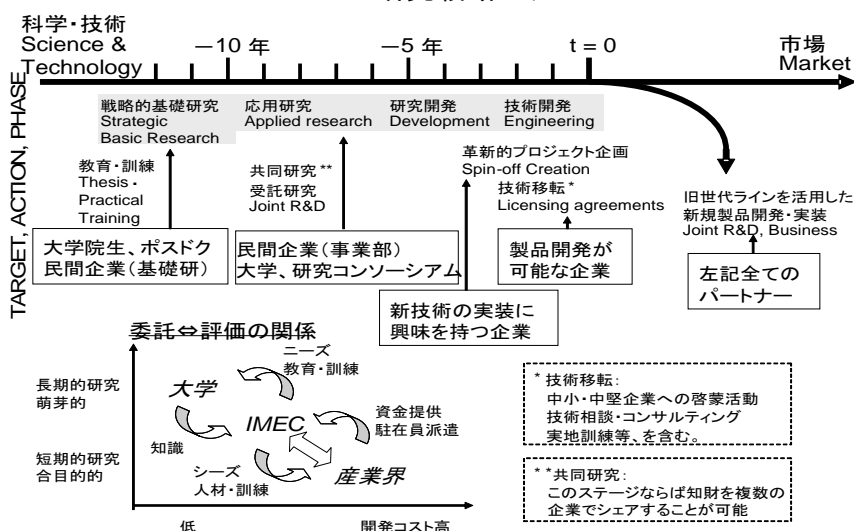 科学・技術
Science &
Technology
－10 年
－5 年
t = 0
市場
Market
TARGET, ACTION, PHASE
戦略的基礎研究
Strategic
Basic Research
応用研究
Applied research
研究開発
Development
技術開発
Engineering
教育・訓練
Thesis・
Practical
Training
共同研究 **
受託研究
Joint R&D
革新的プロジェクト企画
Spin-off Creation
技術移転 *
Licensing agreements
旧世代ラインを活用した
新規製品開発・実装
Joint R&D, Business
大学院生、ポスドク
民間企業（基礎研）
民間企業（事業部）
大学、研究コンソーシアム
製品開発が
可能な企業
左記全ての
パートナー
新技術の実装に
興味を持つ企業
委託⇔評価の関係
長期的研究
萌芽的
短期的研究
合目的的
ニーズ
教育・訓練
大学
IMEC
資金提供
駐在員派遣
知識
シーズ
人材・訓練
産業界
低
開発コスト高
* 技術移転：
中小・中堅企業への啓蒙活動
技術相談・コンサルティング
実地訓練等、を含む。
* * 共同研究：
このステージならば知財を複数の
企業でシェアすることが可能